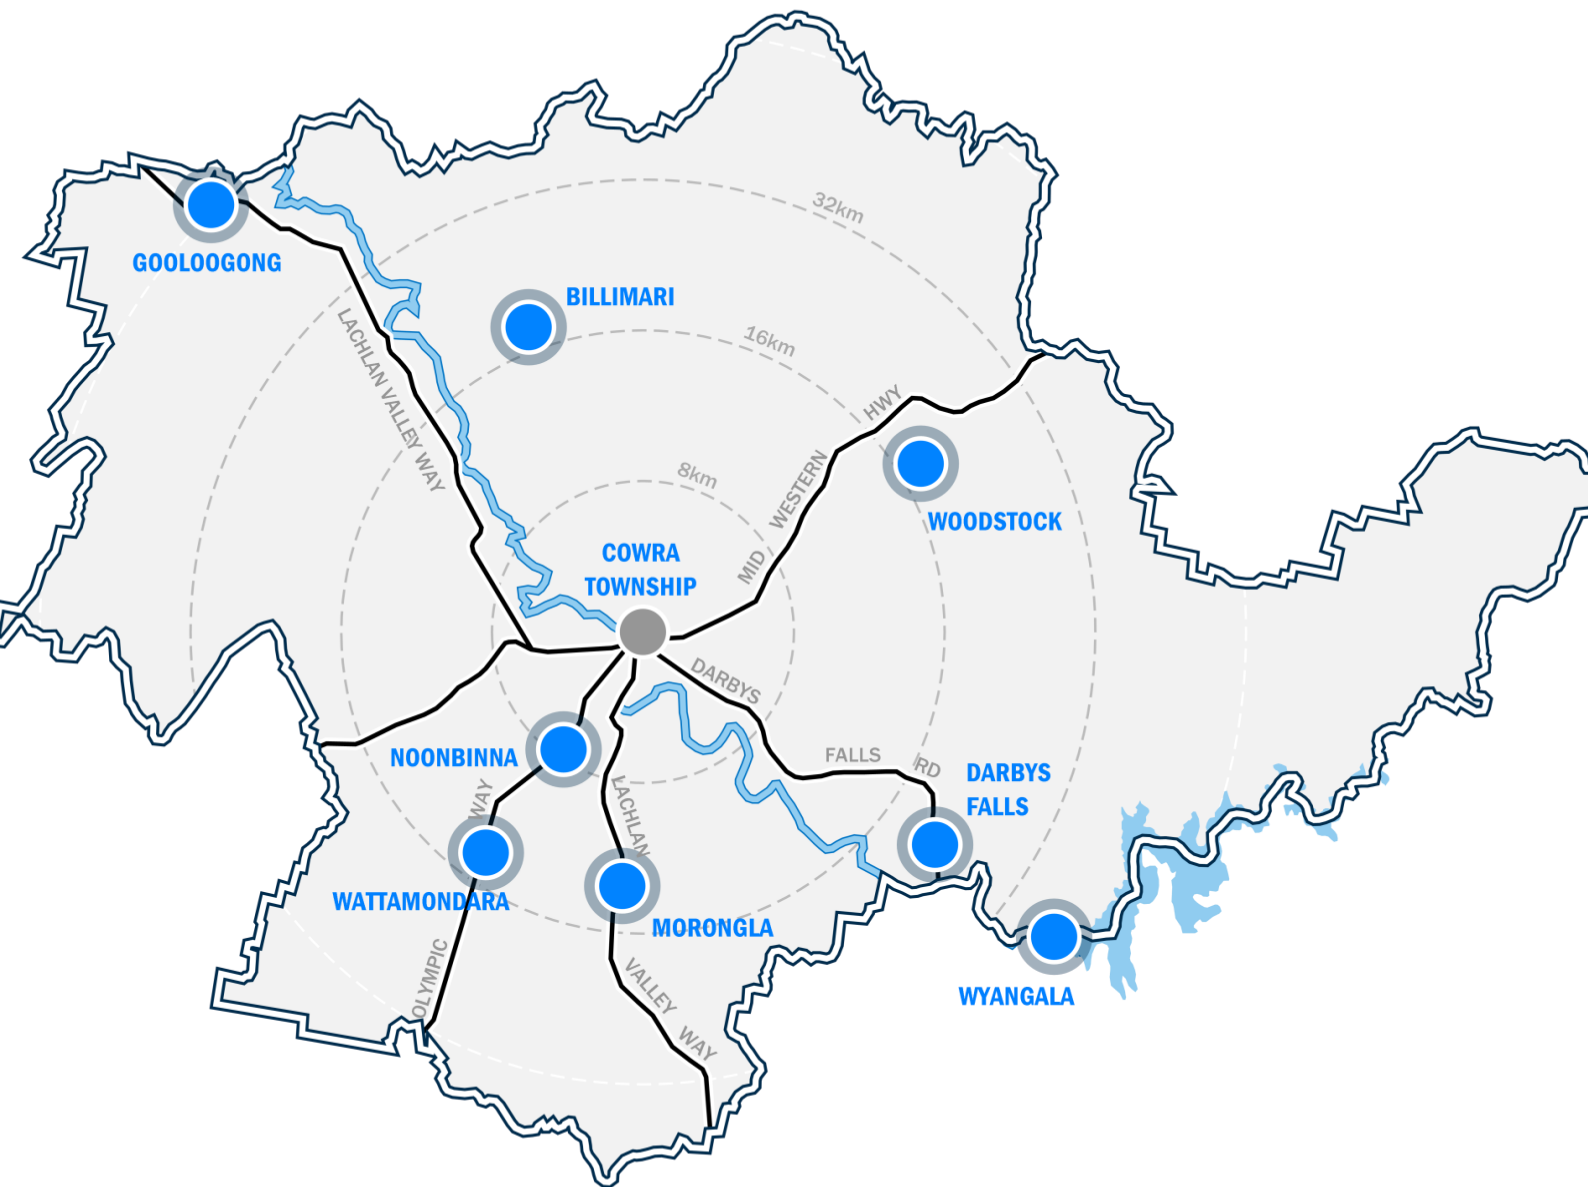 32km
GOOLOOGONG
BILLIMARI
16km
LACHLAN VALLEY WAY
HWY
WESTERN
MID
8km
WOODSTOCK
COWRA
TOWNSHIP
DARBYS
FALLS
RD
NOONBINNA
DARBYS
FALLS
WAY
LACHLAN
WATTAMONDARA
MORONGLA
OLYMPIC
VALLEY
WAY
WYANGALA